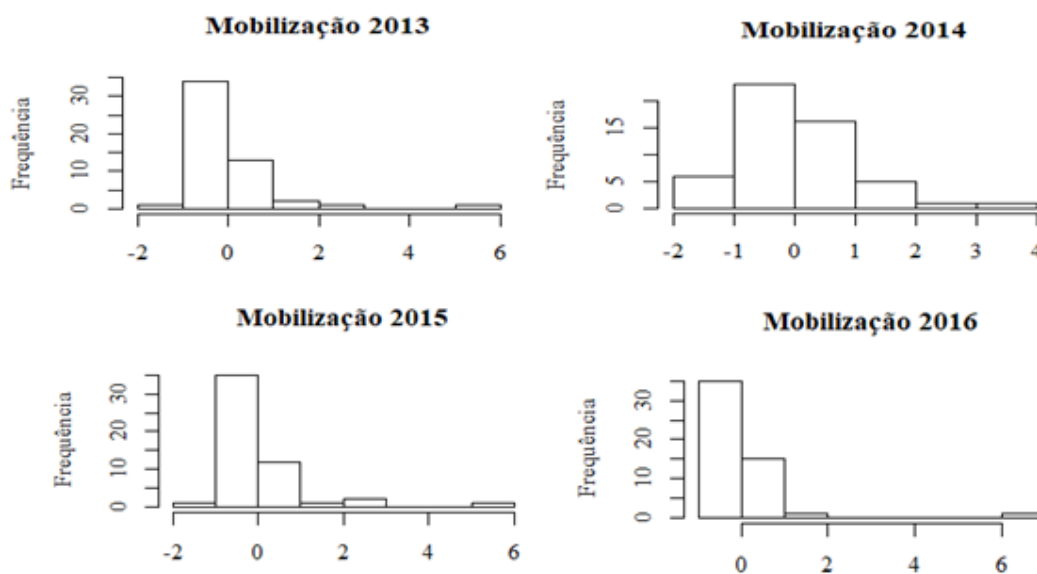 Mobilização 2013
Frequência
0 10 20 30
-2 0 2 4 6
Mobilização 2014
Frequência
0 5 15
-2 -1 0 1 2 3 4
Mobilização 2015
Frequência
0 10 30
-2 0 2 4 6
Mobilização 2016
Frequência
0 10 20 30
0 2 4 6